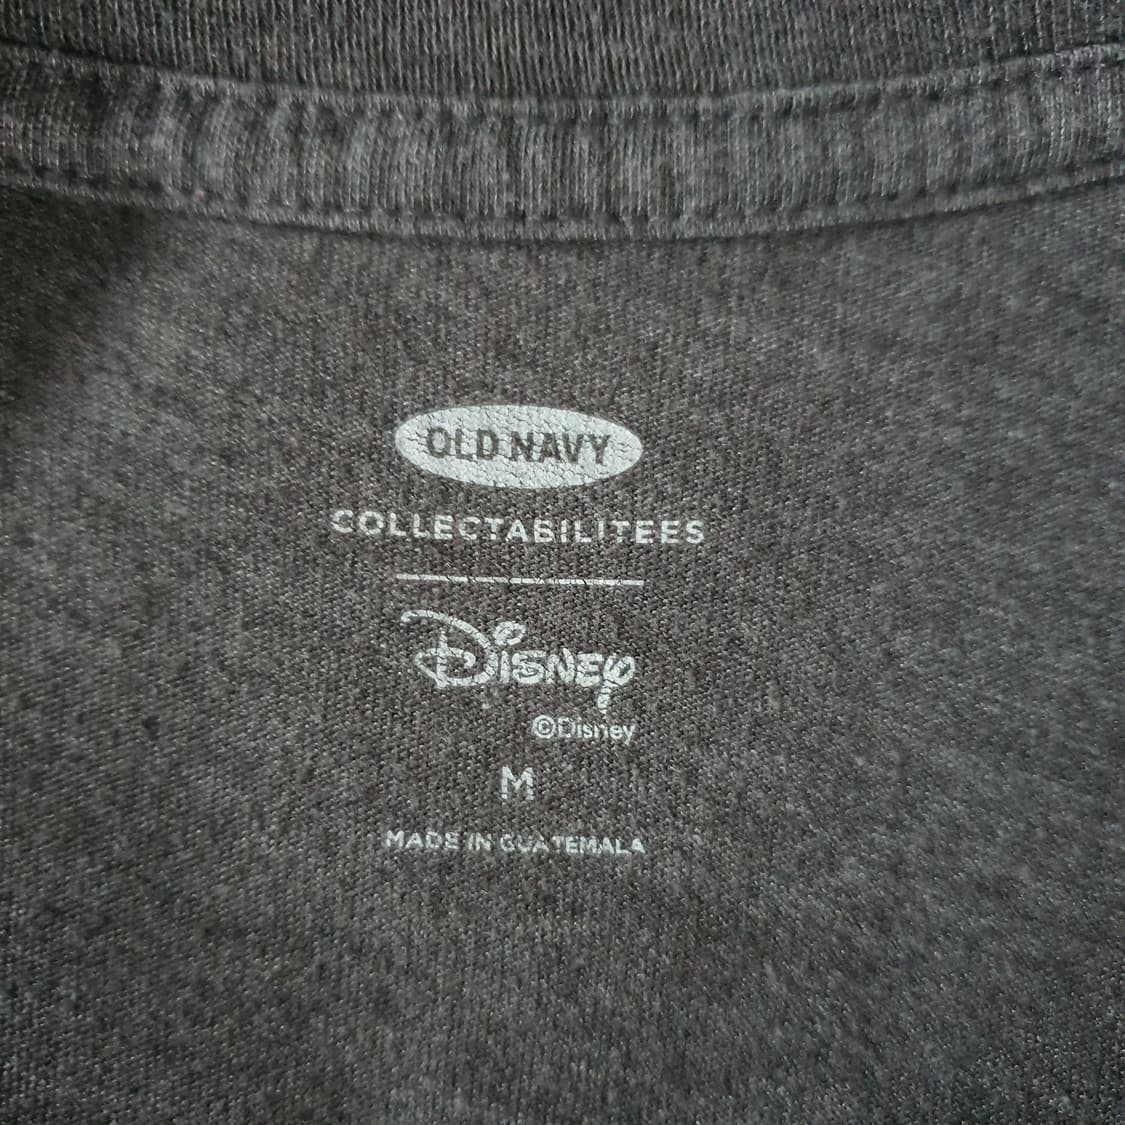 OLD NAVY
COLLECTABILITEES
Disney
©Disney
M
MADE IN GUATEMALA